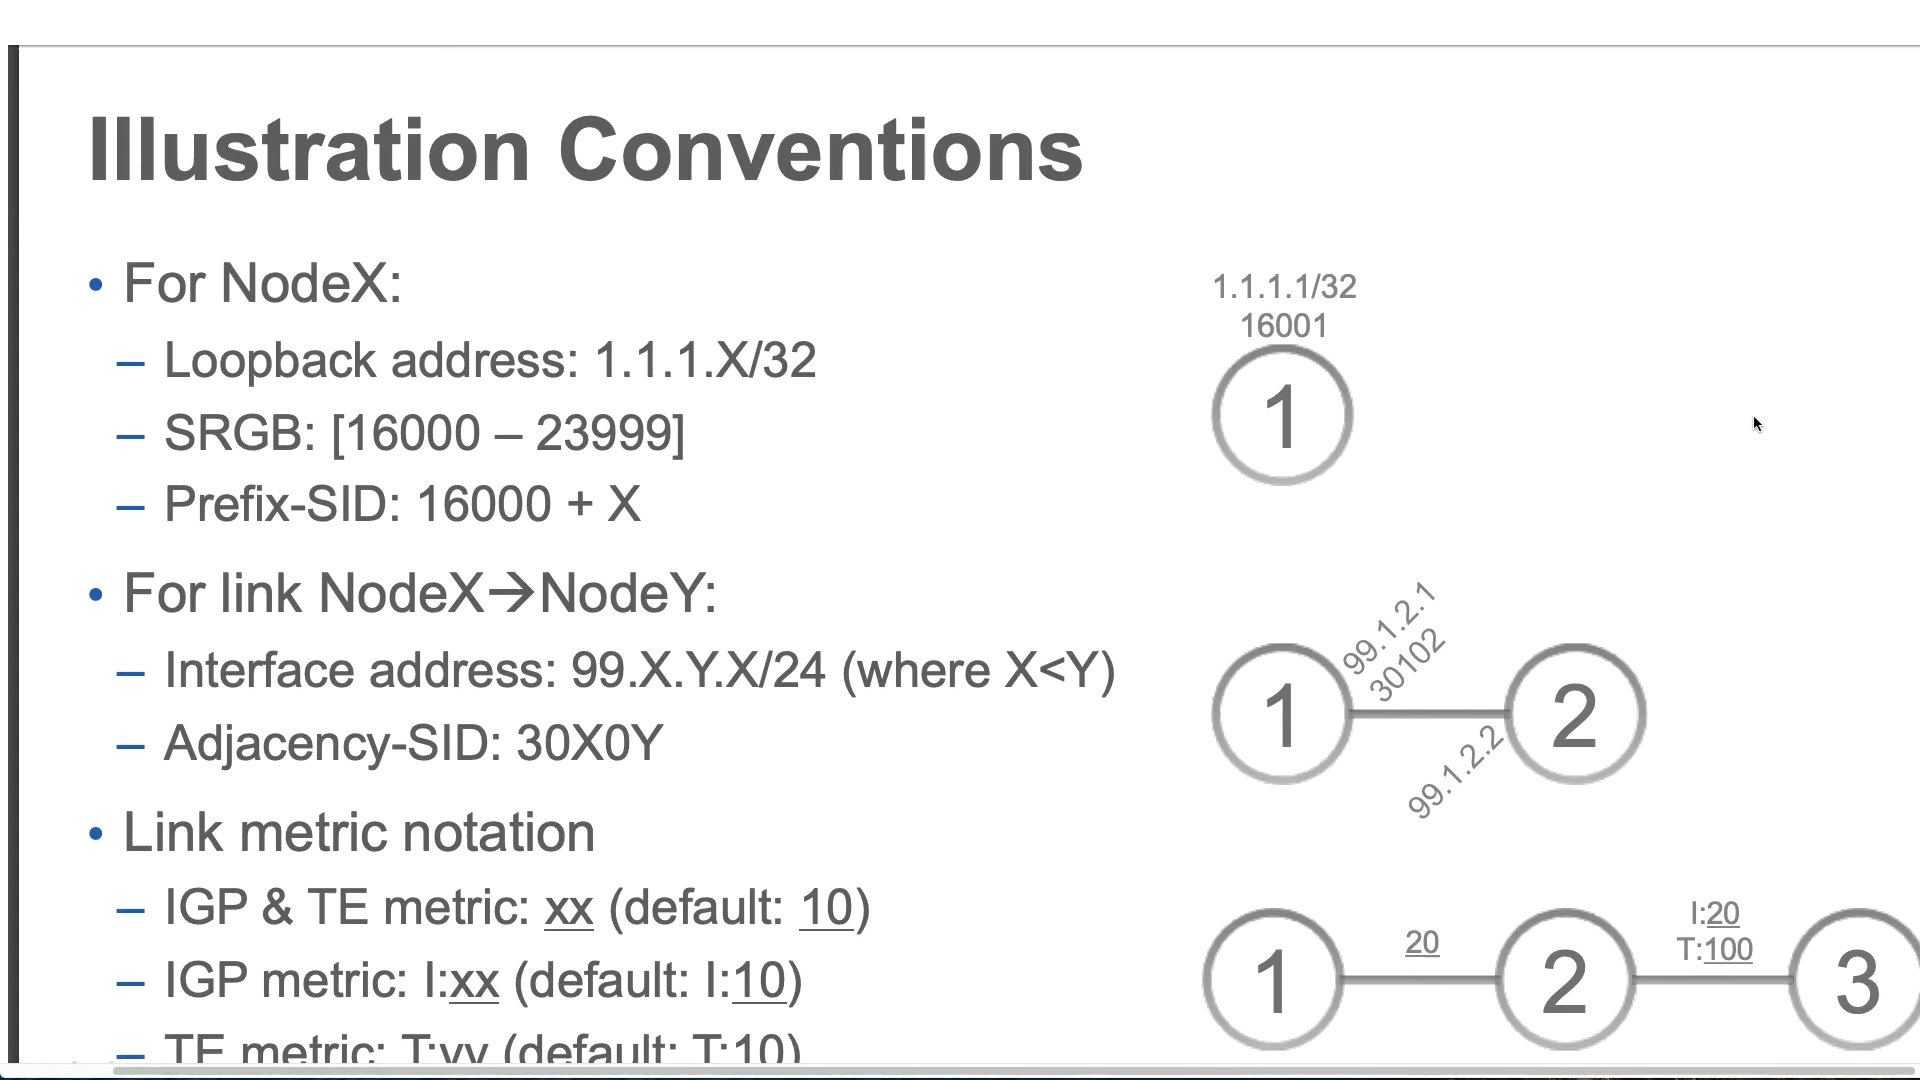 Illustration Conventions
• For NodeX:
– Loopback address: 1.1.1.X/32
– SRGB: [16000 – 23999]
– Prefix-SID: 16000 + X
• For link NodeX→NodeY:
– Interface address: 99.X.Y.X/24 (where X<Y)
– Adjacency-SID: 30X0Y
• Link metric notation
– IGP & TE metric: xx (default: 10)
– IGP metric: I:xx (default: I:10)
– TE metric: T:yy (default: T:10)
1.1.1.1/32
16001
1
99.1.2.1
30102
1
2
99.1.2.2
I:20
T:100
20
1
2
3